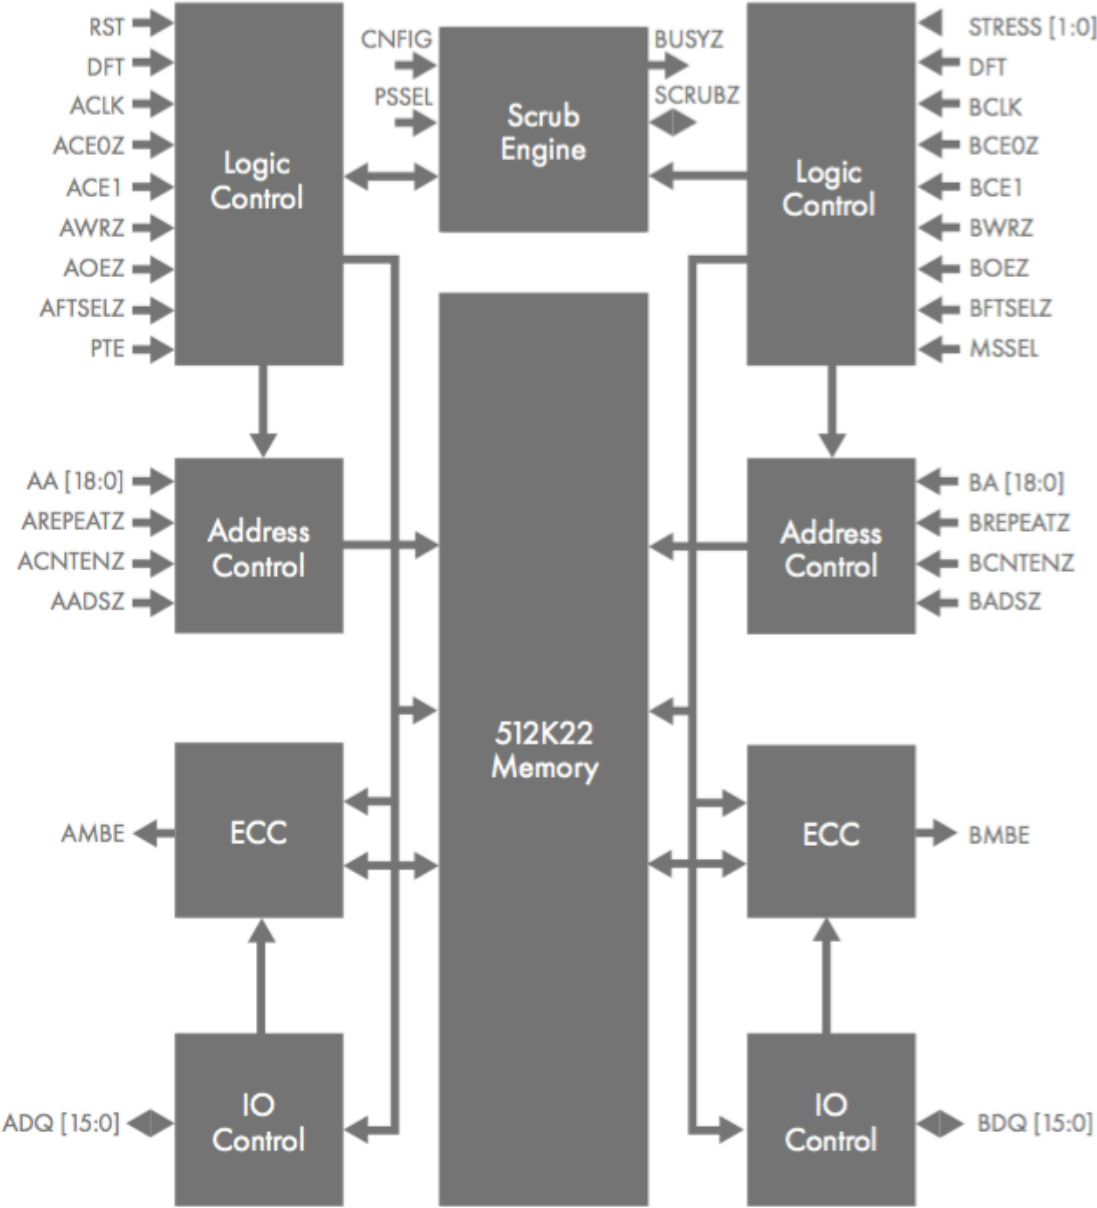 RST
DFT
ACLK
ACE0Z
ACE1
AWRZ
AOEZ
AFTSELZ
PTE
Logic
Control
CNFIG
PSSEL
Scrub
Engine
BUSYZ
SCRUBZ
Logic
Control
STRESS [1:0]
DFT
BCLK
BCE0Z
BCE1
BWRZ
BOEZ
BFTSELZ
MSSEL
AA [18:0]
AREPEATZ
ACNTENZ
AADSZ
Address
Control
512K22
Memory
Address
Control
BA [18:0]
BREPEATZ
BCNTENZ
BADSZ
AMBE
ECC
ECC
BMBE
ADQ [15:0]
IO
Control
IO
Control
BDQ [15:0]